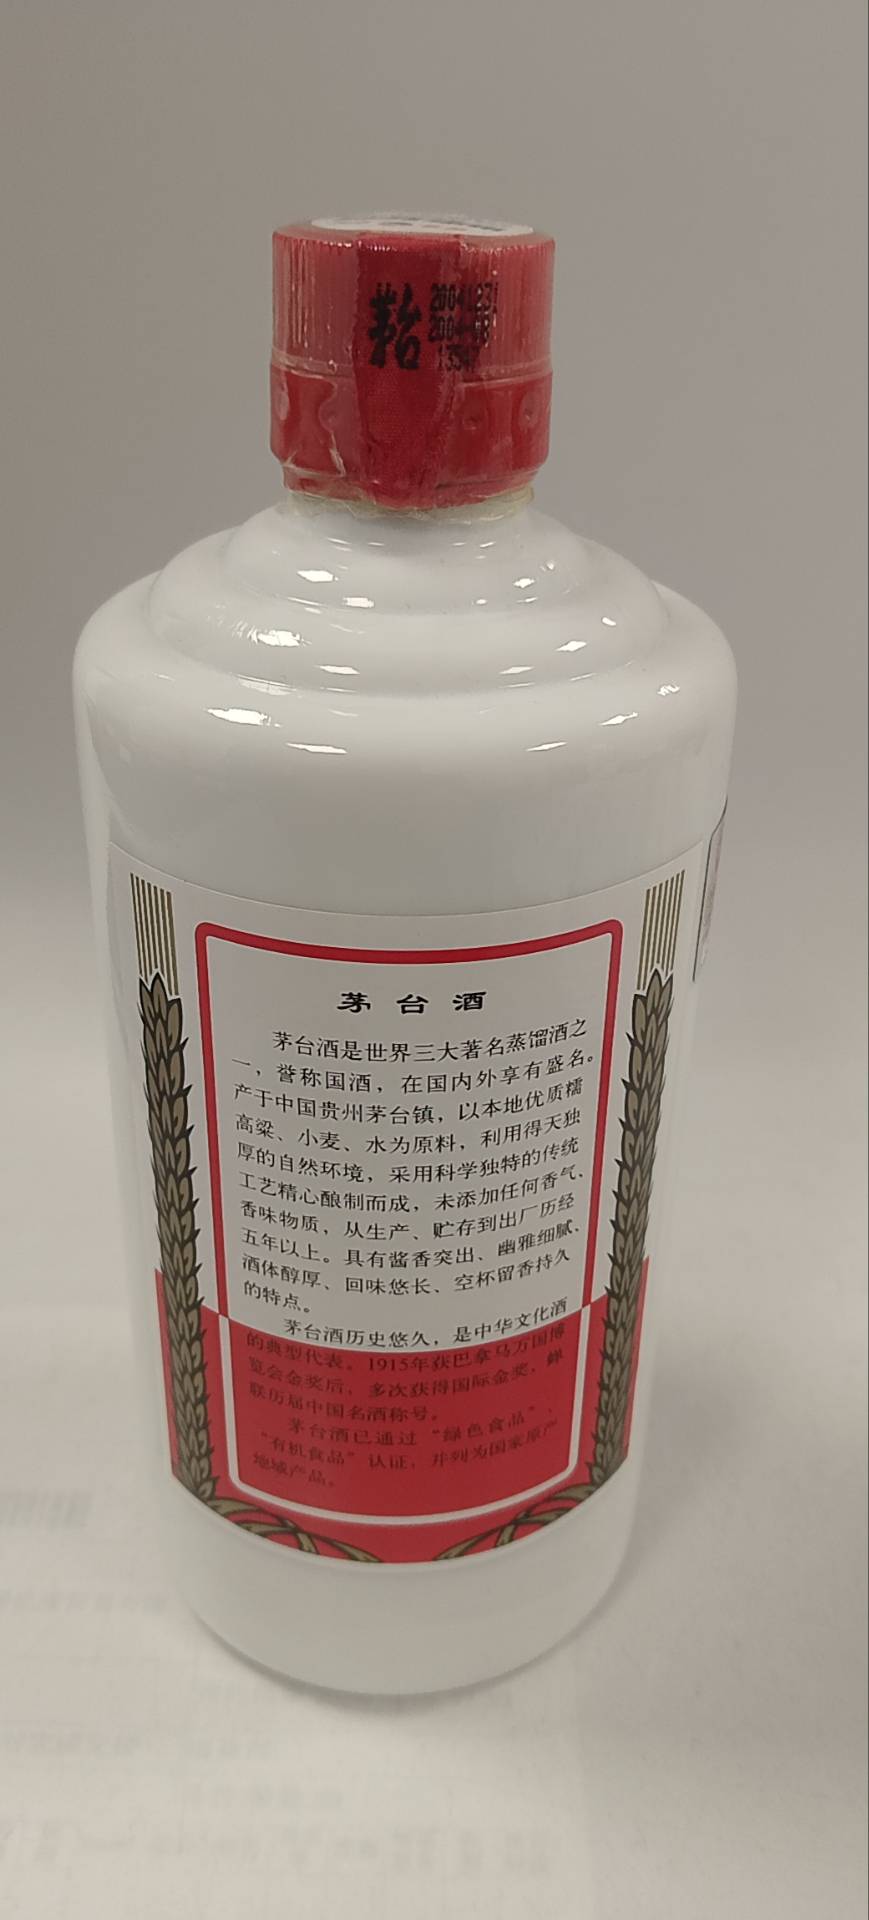 茅台
20041231
2004-08
13547
茅台酒
茅台酒是世界三大著名蒸馏酒之
一，誉称国酒，在国内外享有盛名。
产于中国贵州茅台镇，以本地优质糯
高粱、小麦、水为原料，利用得天独
厚的自然环境，采用科学独特的传统
工艺精心酿制而成，未添加任何香气、
香味物质，从生产、贮存到出厂历经
五年以上。具有酱香突出、幽雅细腻、
酒体醇厚、回味悠长、空杯留香持久
的特点。
茅台酒历史悠久，是中华文化酒
的典型代表。1915年获巴拿马万国博
览会金奖后，多次获得国际金奖，蝉
联历届中国名酒称号。
茅台酒已通过“绿色食品”、
“有机食品”认证，并列为国家原产
地域产品。